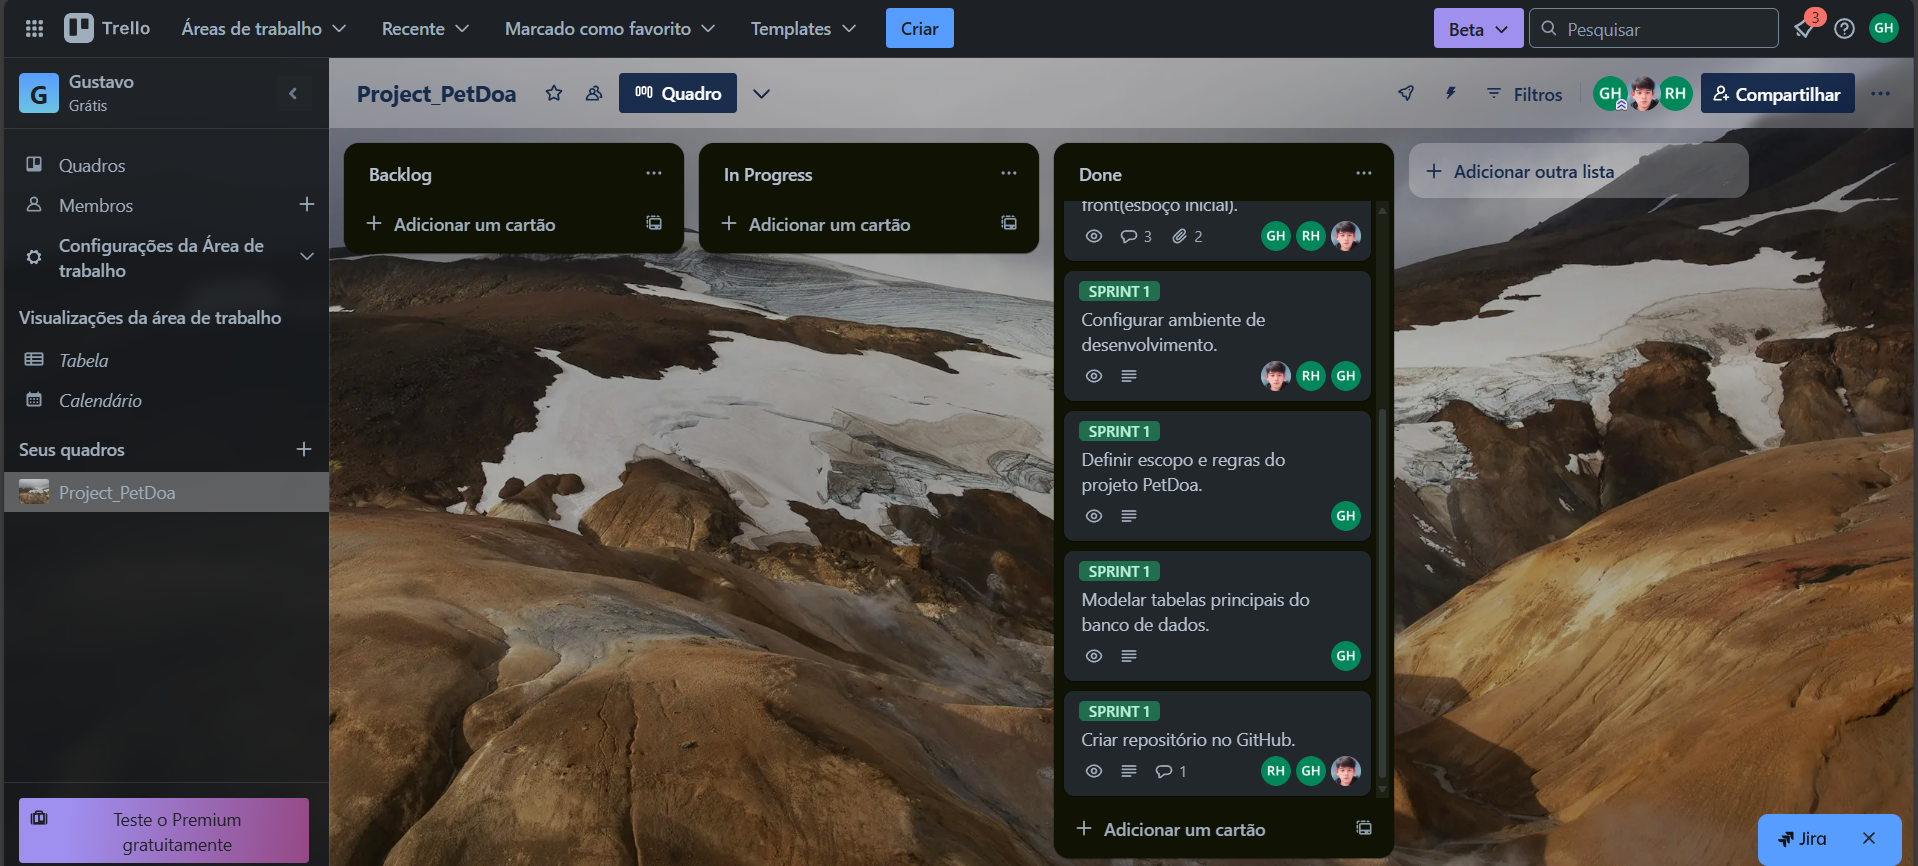 Trello
Áreas de trabalho
Recente
Marcado como favorito
Templates
Criar
Beta
Pesquisar
3
GH
G
Gustavo
Grátis
Project_PetDoa
Quadro
Filtros
GH
RH
Compartilhar
Quadros
Membros
Configurações da Área de
trabalho
Visualizações da área de trabalho
Tabela
Calendário
Seus quadros
Project_PetDoa
Teste o Premium
gratuitamente
Backlog
Adicionar um cartão
In Progress
Adicionar um cartão
Done
front(esboço inicial).
3
2
GH
RH
SPRINT 1
Configurar ambiente de
desenvolvimento.
RH
GH
SPRINT 1
Definir escopo e regras do
projeto PetDoa.
GH
SPRINT 1
Modelar tabelas principais do
banco de dados.
GH
SPRINT 1
Criar repositório no GitHub.
1
RH
GH
Adicionar um cartão
Adicionar outra lista
Jira